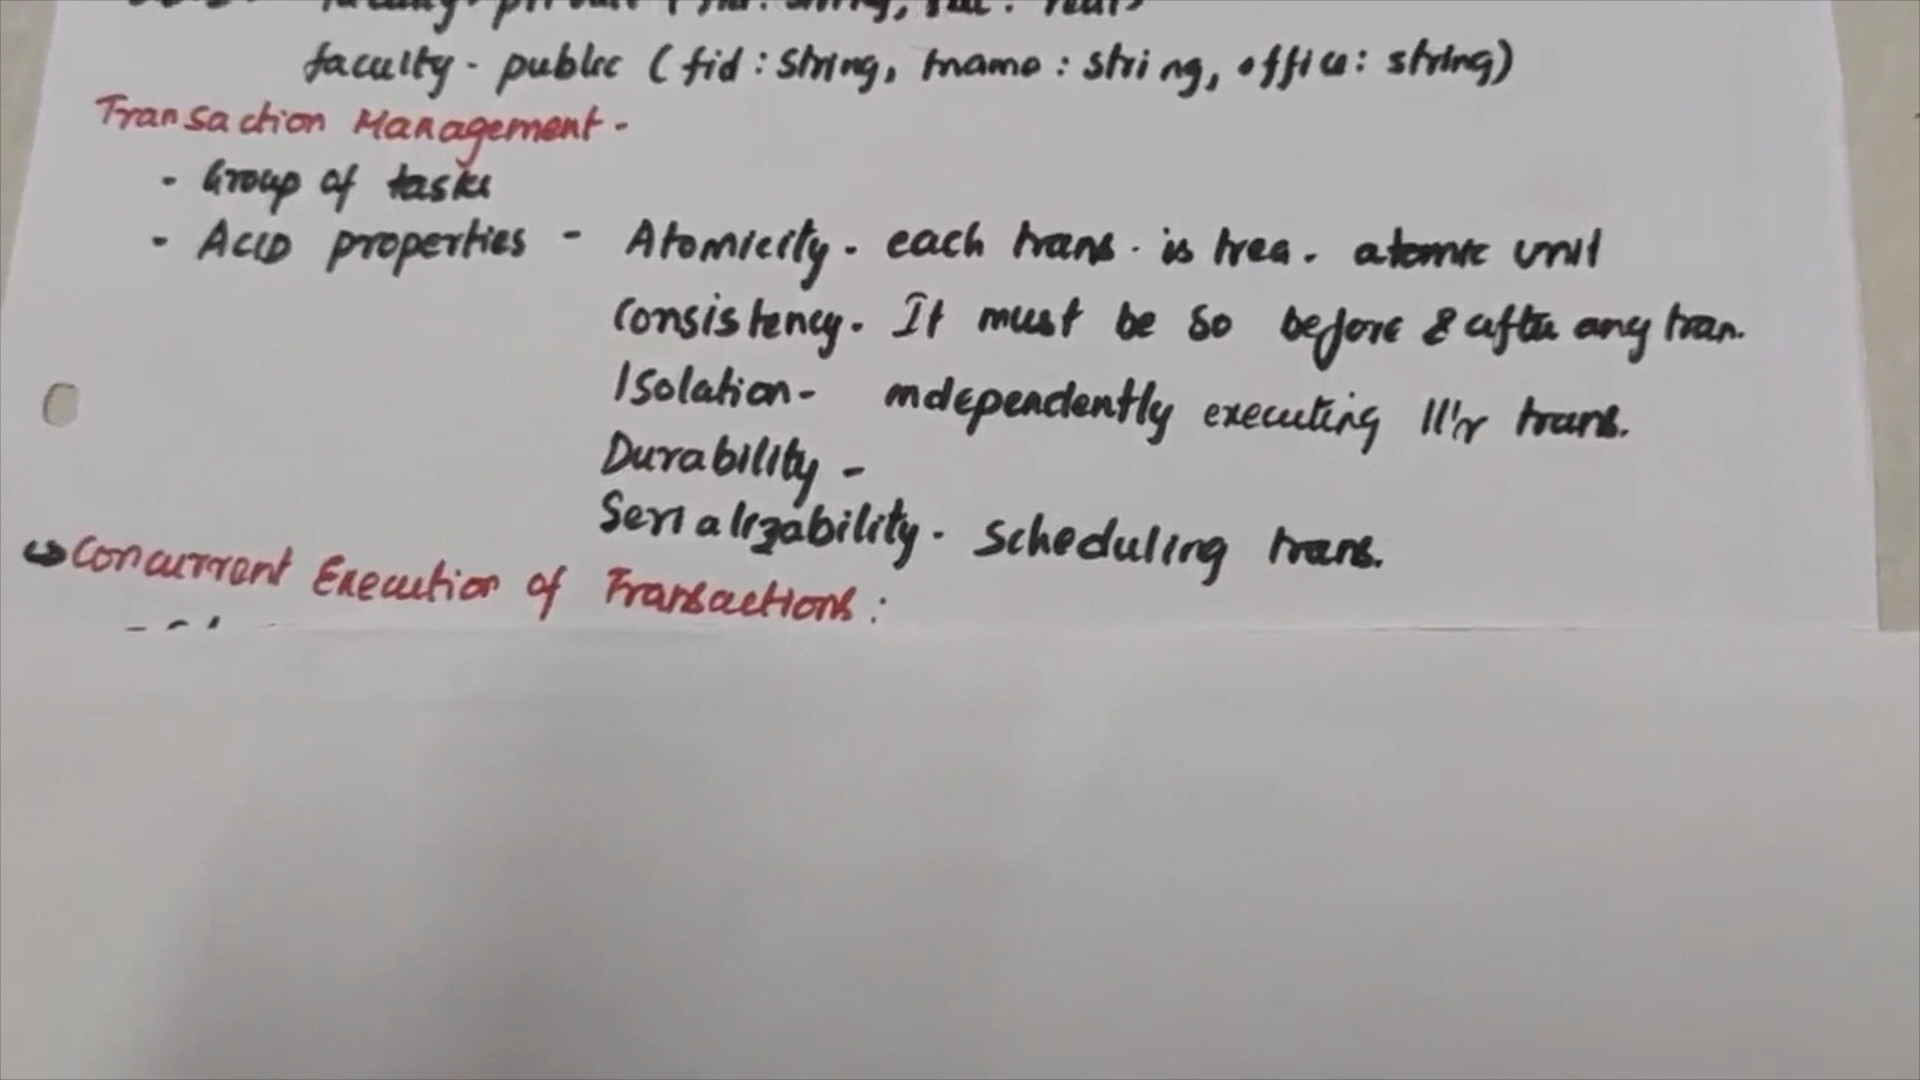 faculty - public (fid : string, fname : string, office : string)
Transaction Management -
- Group of tasks
- ACID properties - Atomicity - each trans. is trea. atomic unit
Consistency - It must be so before & after any tran.
Isolation - independently executing ll'r trans.
Durability -
Serializability - Scheduling trans.
↪ Concurrent Execution of Transactions :